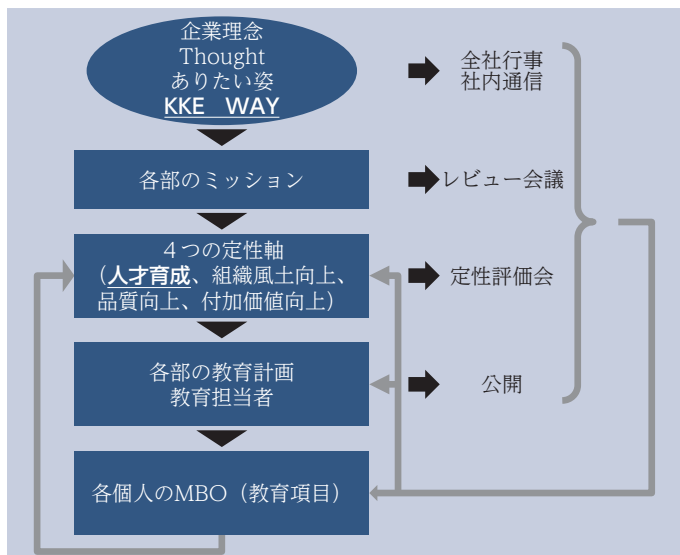 企業理念
Thought
ありたい姿
KKE WAY
全社行事
社内通信
各部のミッション
レビュー会議
４つの定性軸
（人才育成、組織風土向上、
品質向上、付加価値向上）
定性評価会
各部の教育計画
教育担当者
公開
各個人のMBO（教育項目）